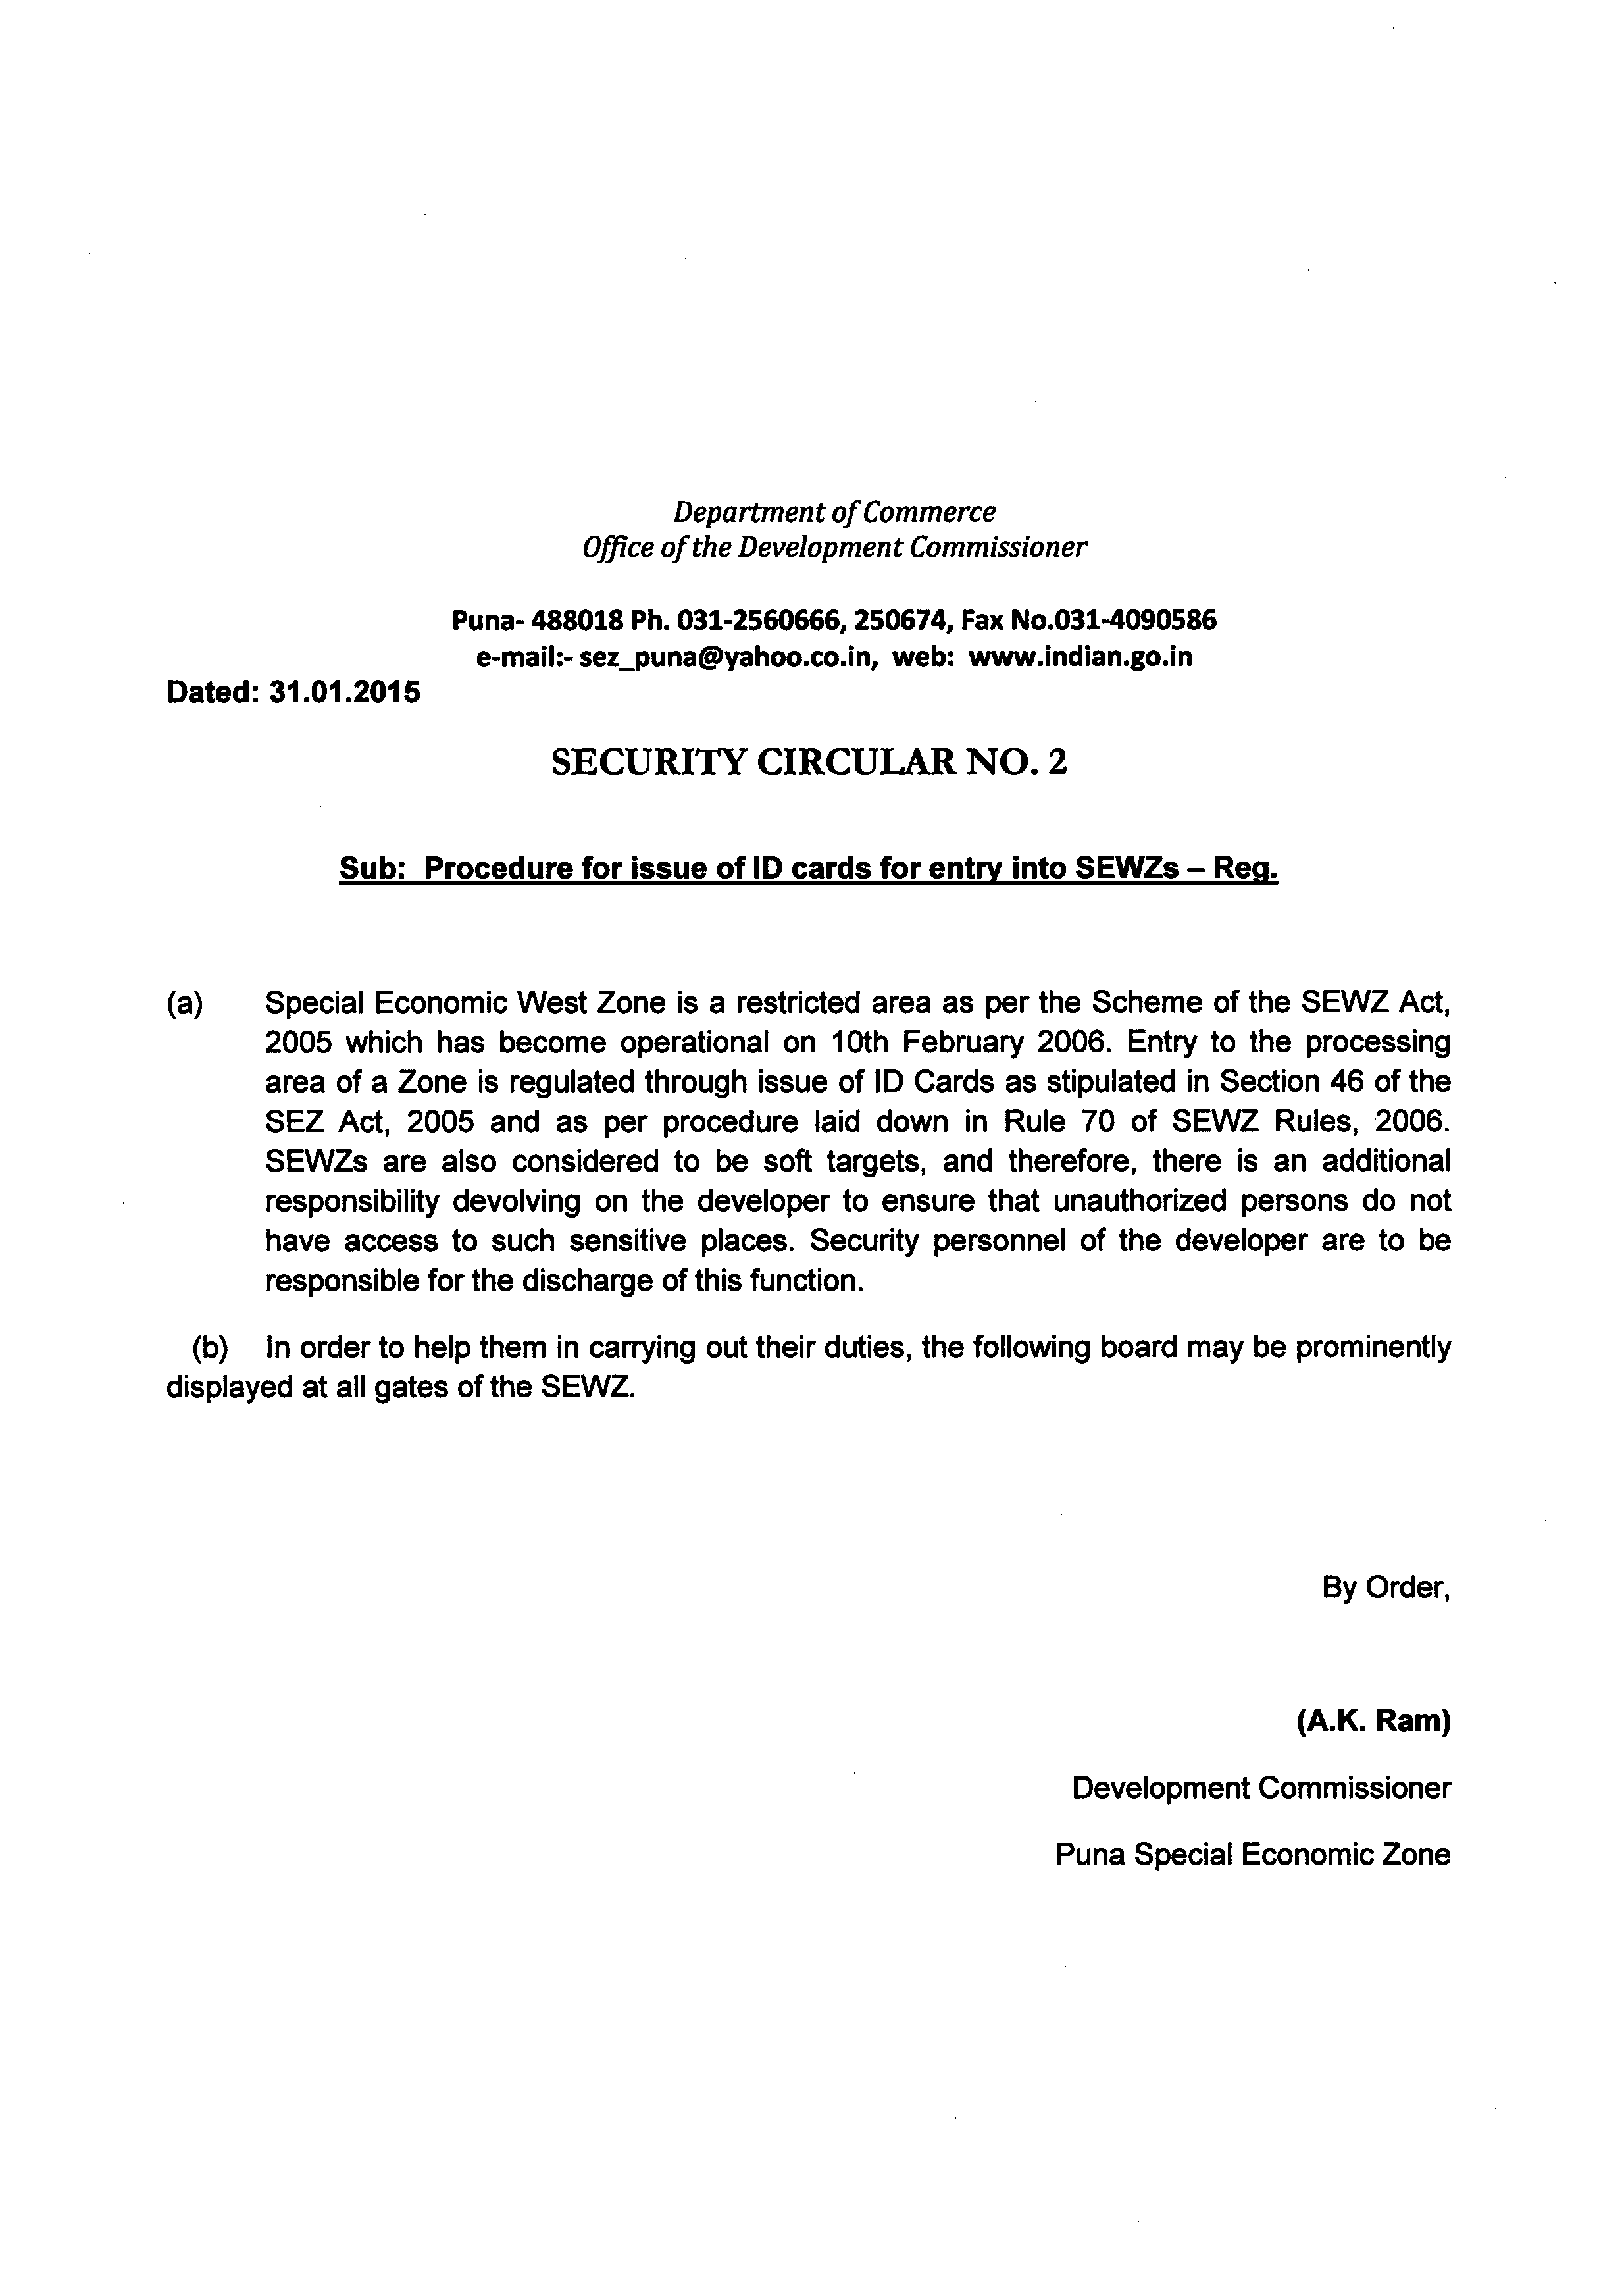 Department of Commerce
Office of the Development Commissioner
Puna- 488018 Ph. 031-2560666, 250674, Fax No.031-4090586
e-mail:- sez_puna@yahoo.co.in, web: www.indian.go.in
Dated: 31.01.2015
SECURITY CIRCULAR NO. 2
Sub: Procedure for issue of ID cards for entry into SEWZs – Reg.
(a) Special Economic West Zone is a restricted area as per the Scheme of the SEWZ Act,
2005 which has become operational on 10th February 2006. Entry to the processing
area of a Zone is regulated through issue of ID Cards as stipulated in Section 46 of the
SEZ Act, 2005 and as per procedure laid down in Rule 70 of SEWZ Rules, 2006.
SEWZs are also considered to be soft targets, and therefore, there is an additional
responsibility devolving on the developer to ensure that unauthorized persons do not
have access to such sensitive places. Security personnel of the developer are to be
responsible for the discharge of this function.
(b) In order to help them in carrying out their duties, the following board may be prominently
displayed at all gates of the SEWZ.
By Order,
(A.K. Ram)
Development Commissioner
Puna Special Economic Zone